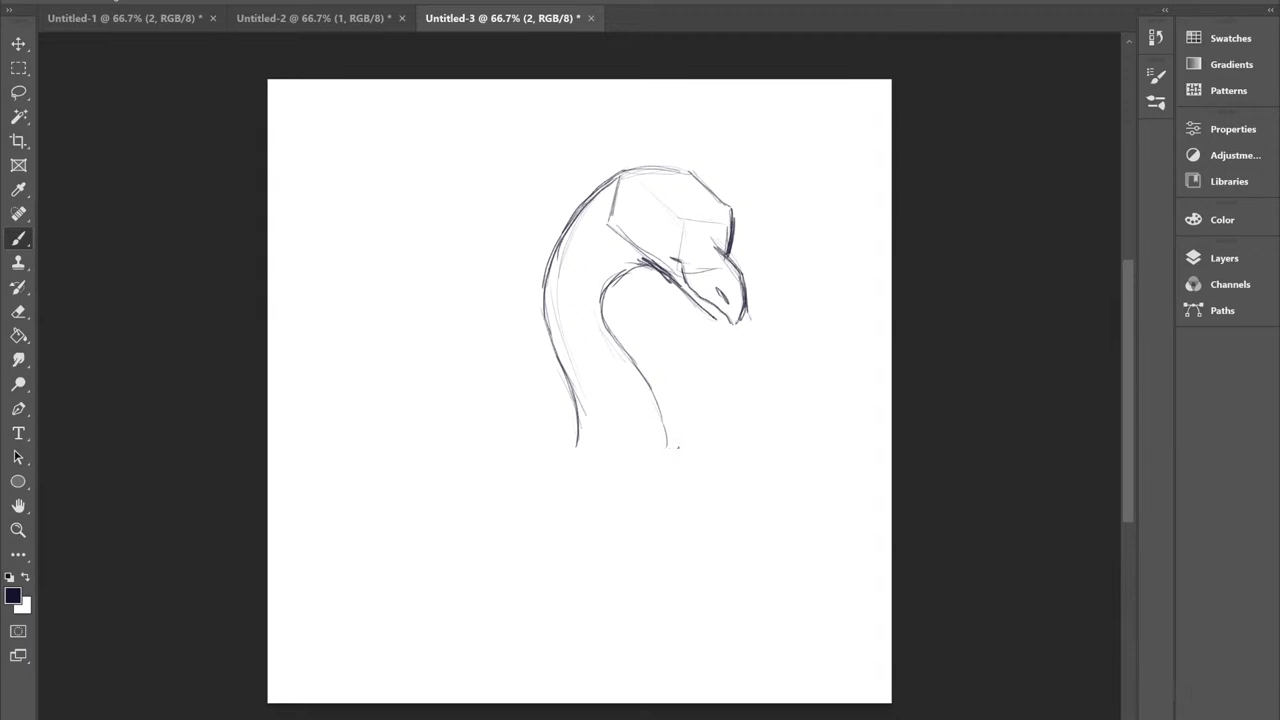 Untitled-1 @ 66.7% (2, RGB/8) * × Untitled-2 @ 66.7% (1, RGB/8) * × Untitled-3 @ 66.7% (2, RGB/8) * ×
Swatches
Gradients
Patterns
Properties
Adjustme...
Libraries
Color
Layers
Channels
Paths